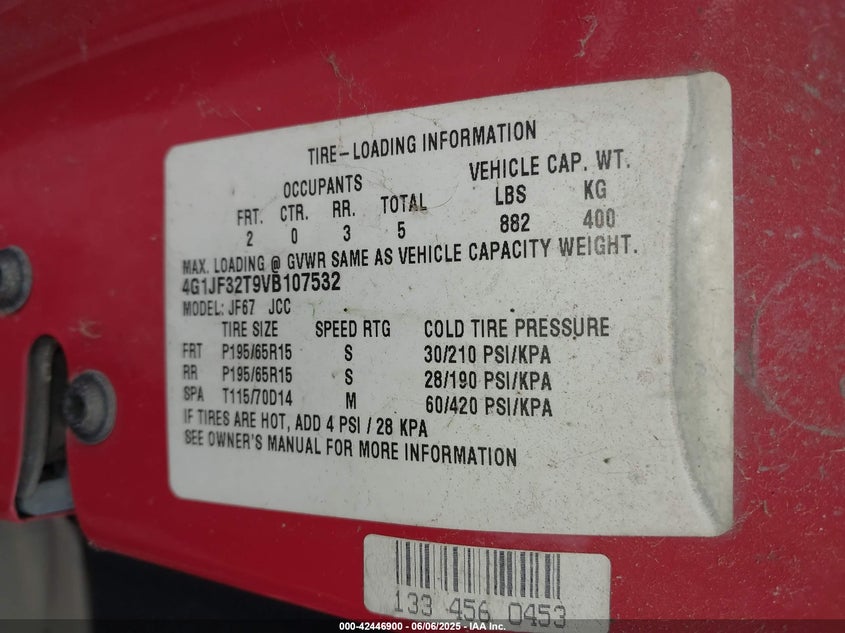 TIRE-LOADING INFORMATION
OCCUPANTS VEHICLE CAP. WT.
FRT. CTR. RR. TOTAL LBS KG
2 0 3 5 882 400
MAX. LOADING @ GVWR SAME AS VEHICLE CAPACITY WEIGHT.
4G1JF32T9VB107532
MODEL: JF67 JCC
TIRE SIZE SPEED RTG COLD TIRE PRESSURE
FRT P195/65R15 S 30/210 PSI/KPA
RR P195/65R15 S 28/190 PSI/KPA
SPA T115/70D14 M 60/420 PSI/KPA
IF TIRES ARE HOT, ADD 4 PSI / 28 KPA
SEE OWNER'S MANUAL FOR MORE INFORMATION
133 456 0453
000-42446900 - 06/06/2025 - IAA Inc.